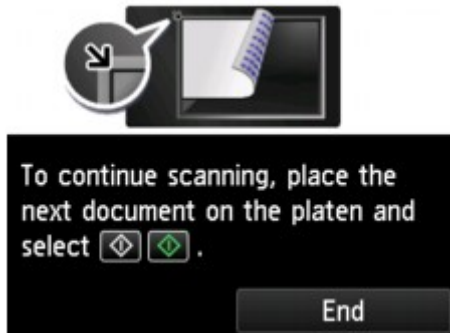 To continue scanning, place the
next document on the platen and
select .
End